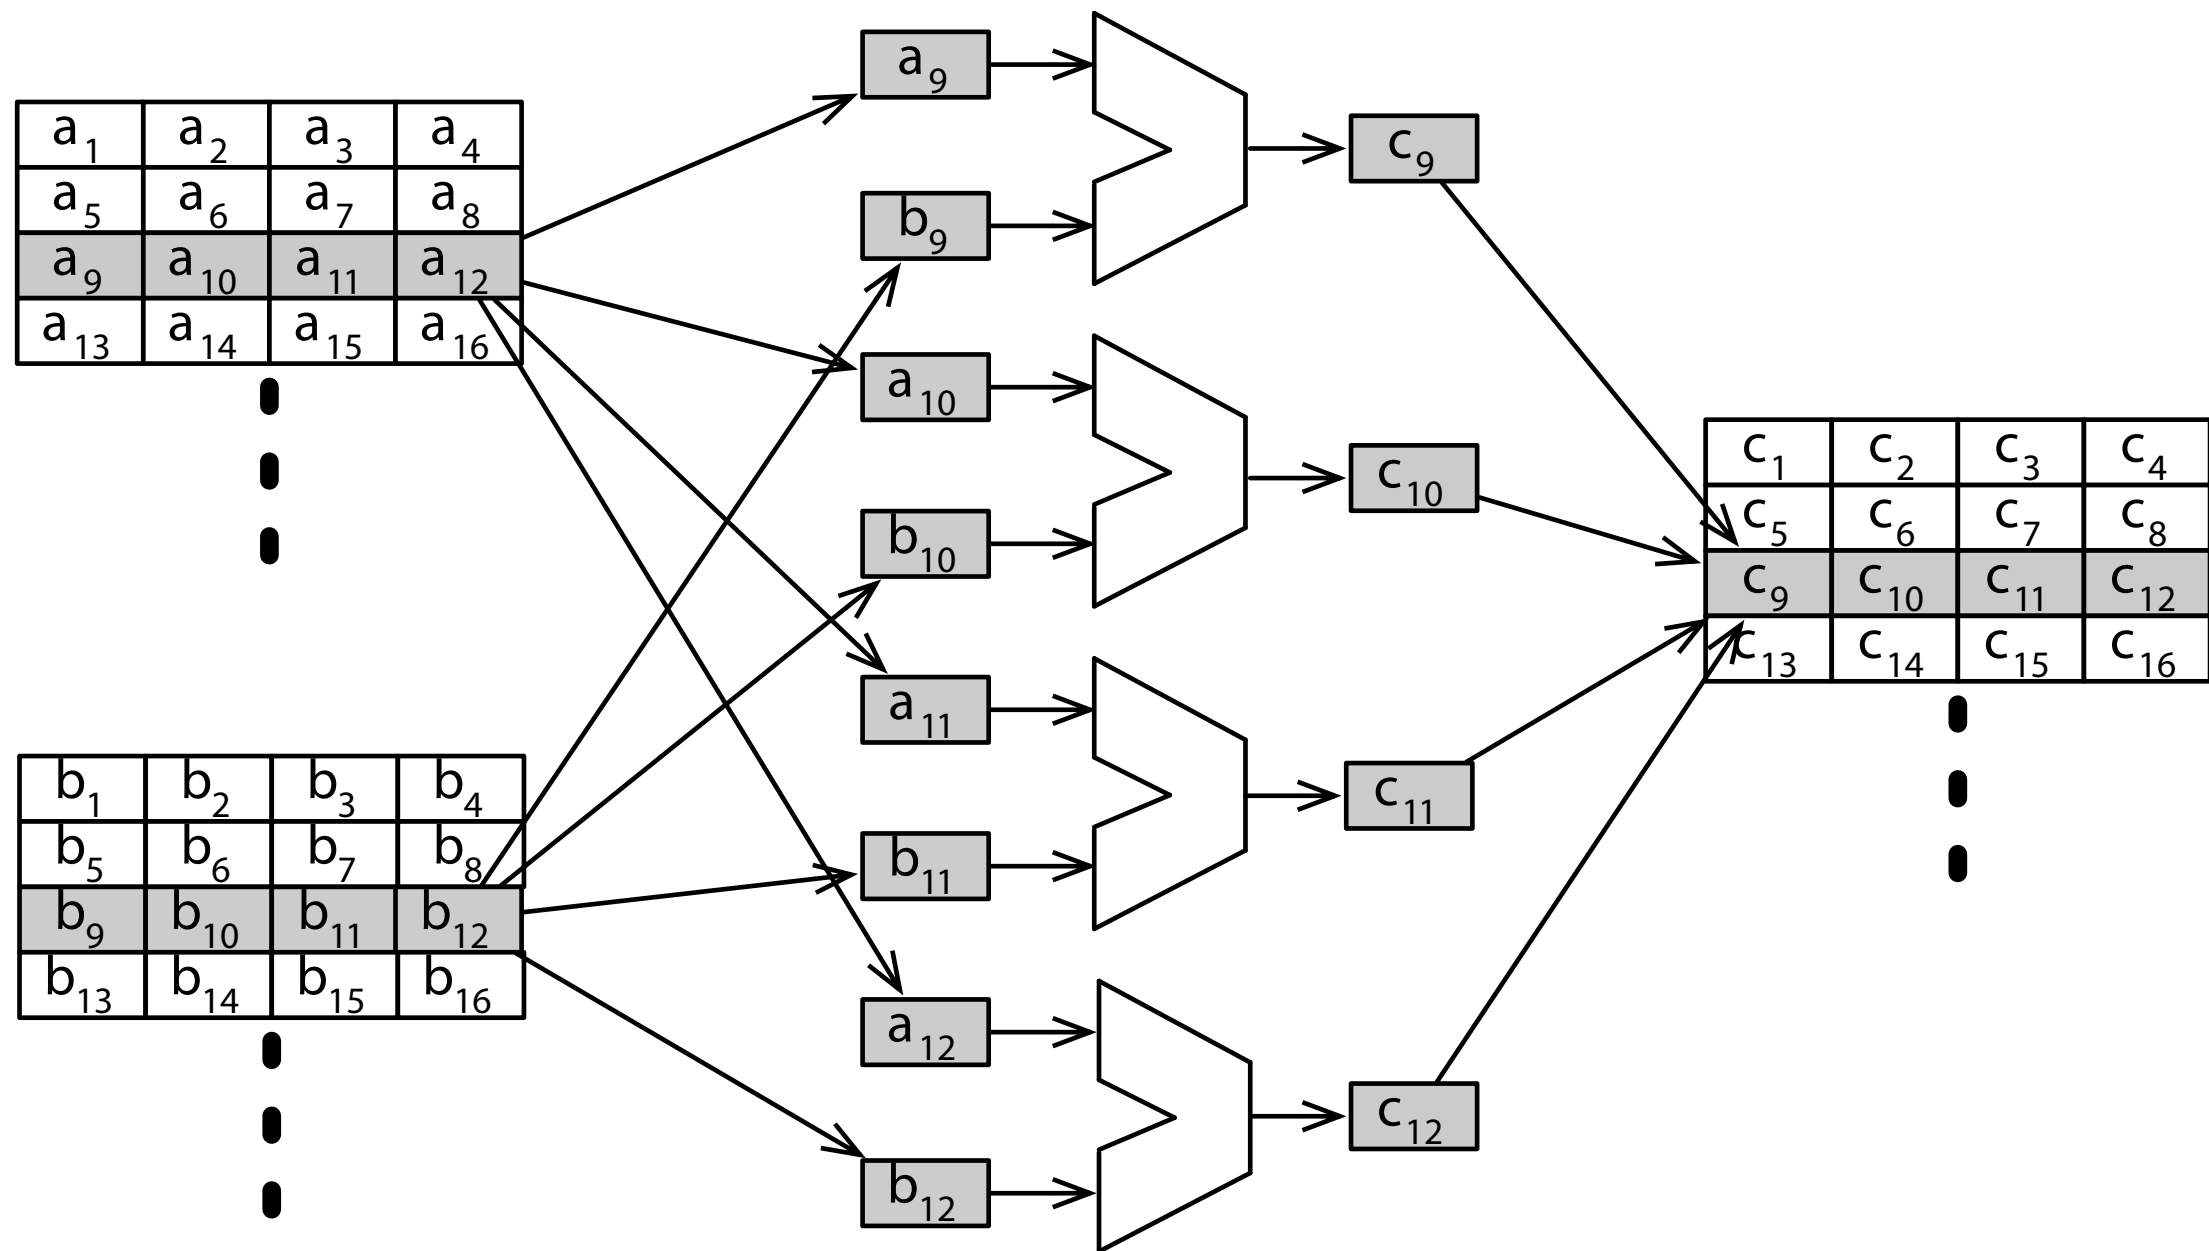 a9
a1 a2 a3 a4
a5 a6 a7 a8
a9 a10 a11 a12
a13 a14 a15 a16
b1 b2 b3 b4
b5 b6 b7 b8
b9 b10 b11 b12
b13 b14 b15 b16
b9
a10
b10
a11
b11
a12
b12
c9
c10
c11
c12
c1 c2 c3 c4
c5 c6 c7 c8
c9 c10 c11 c12
c13 c14 c15 c16